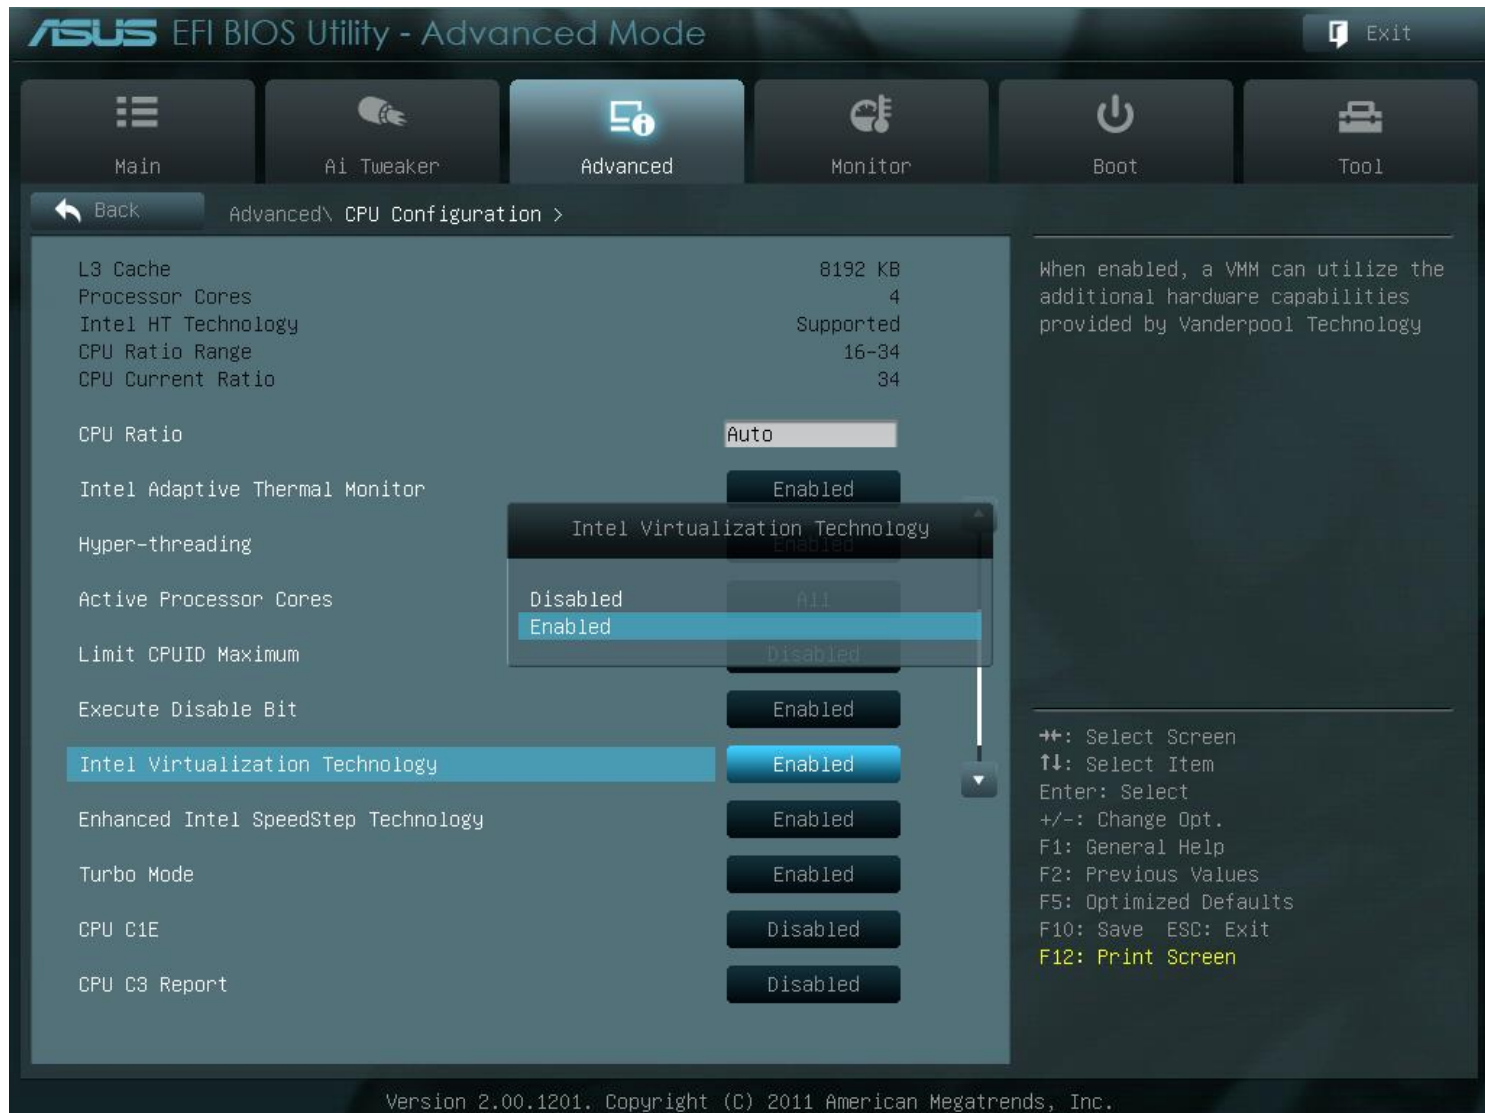 ASUS EFI BIOS Utility - Advanced Mode
Exit
Main Ai Tweaker Advanced Monitor Boot Tool
Back Advanced\ CPU Configuration >
L3 Cache 8192 KB
Processor Cores 4
Intel HT Technology Supported
CPU Ratio Range 16-34
CPU Current Ratio 34
CPU Ratio Auto
Intel Adaptive Thermal Monitor Enabled
Hyper-threading Enabled
Active Processor Cores All
Limit CPUID Maximum Disabled
Execute Disable Bit Enabled
Intel Virtualization Technology Enabled
Enhanced Intel SpeedStep Technology Enabled
Turbo Mode Enabled
CPU C1E Disabled
CPU C3 Report Disabled
Intel Virtualization Technology
Disabled
Enabled
When enabled, a VMM can utilize the
additional hardware capabilities
provided by Vanderpool Technology
→←: Select Screen
↑↓: Select Item
Enter: Select
+/-: Change Opt.
F1: General Help
F2: Previous Values
F5: Optimized Defaults
F10: Save ESC: Exit
F12: Print Screen
Version 2.00.1201. Copyright (C) 2011 American Megatrends, Inc.